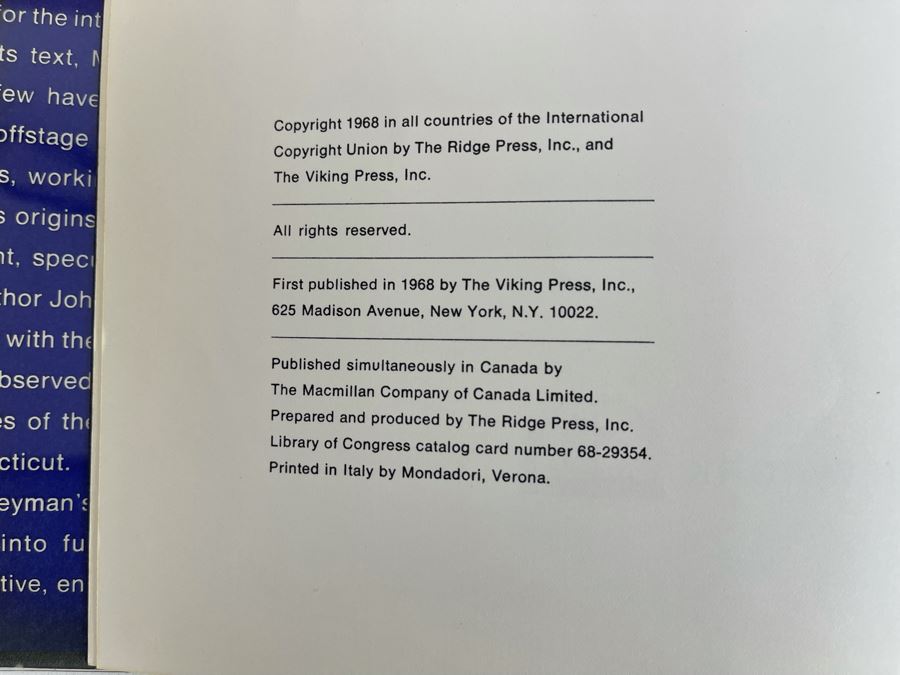 for the int
ts text,
few have
offstage
s, worki
s origins
nt, speci
thor Joh
with the
bserved
es of the
cticut.
eyman's
into fu
tive, en
Copyright 1968 in all countries of the International
Copyright Union by The Ridge Press, Inc., and
The Viking Press, Inc.
All rights reserved.
First published in 1968 by The Viking Press, Inc.,
625 Madison Avenue, New York, N.Y. 10022.
Published simultaneously in Canada by
The Macmillan Company of Canada Limited.
Prepared and produced by The Ridge Press, Inc.
Library of Congress catalog card number 68-29354.
Printed in Italy by Mondadori, Verona.